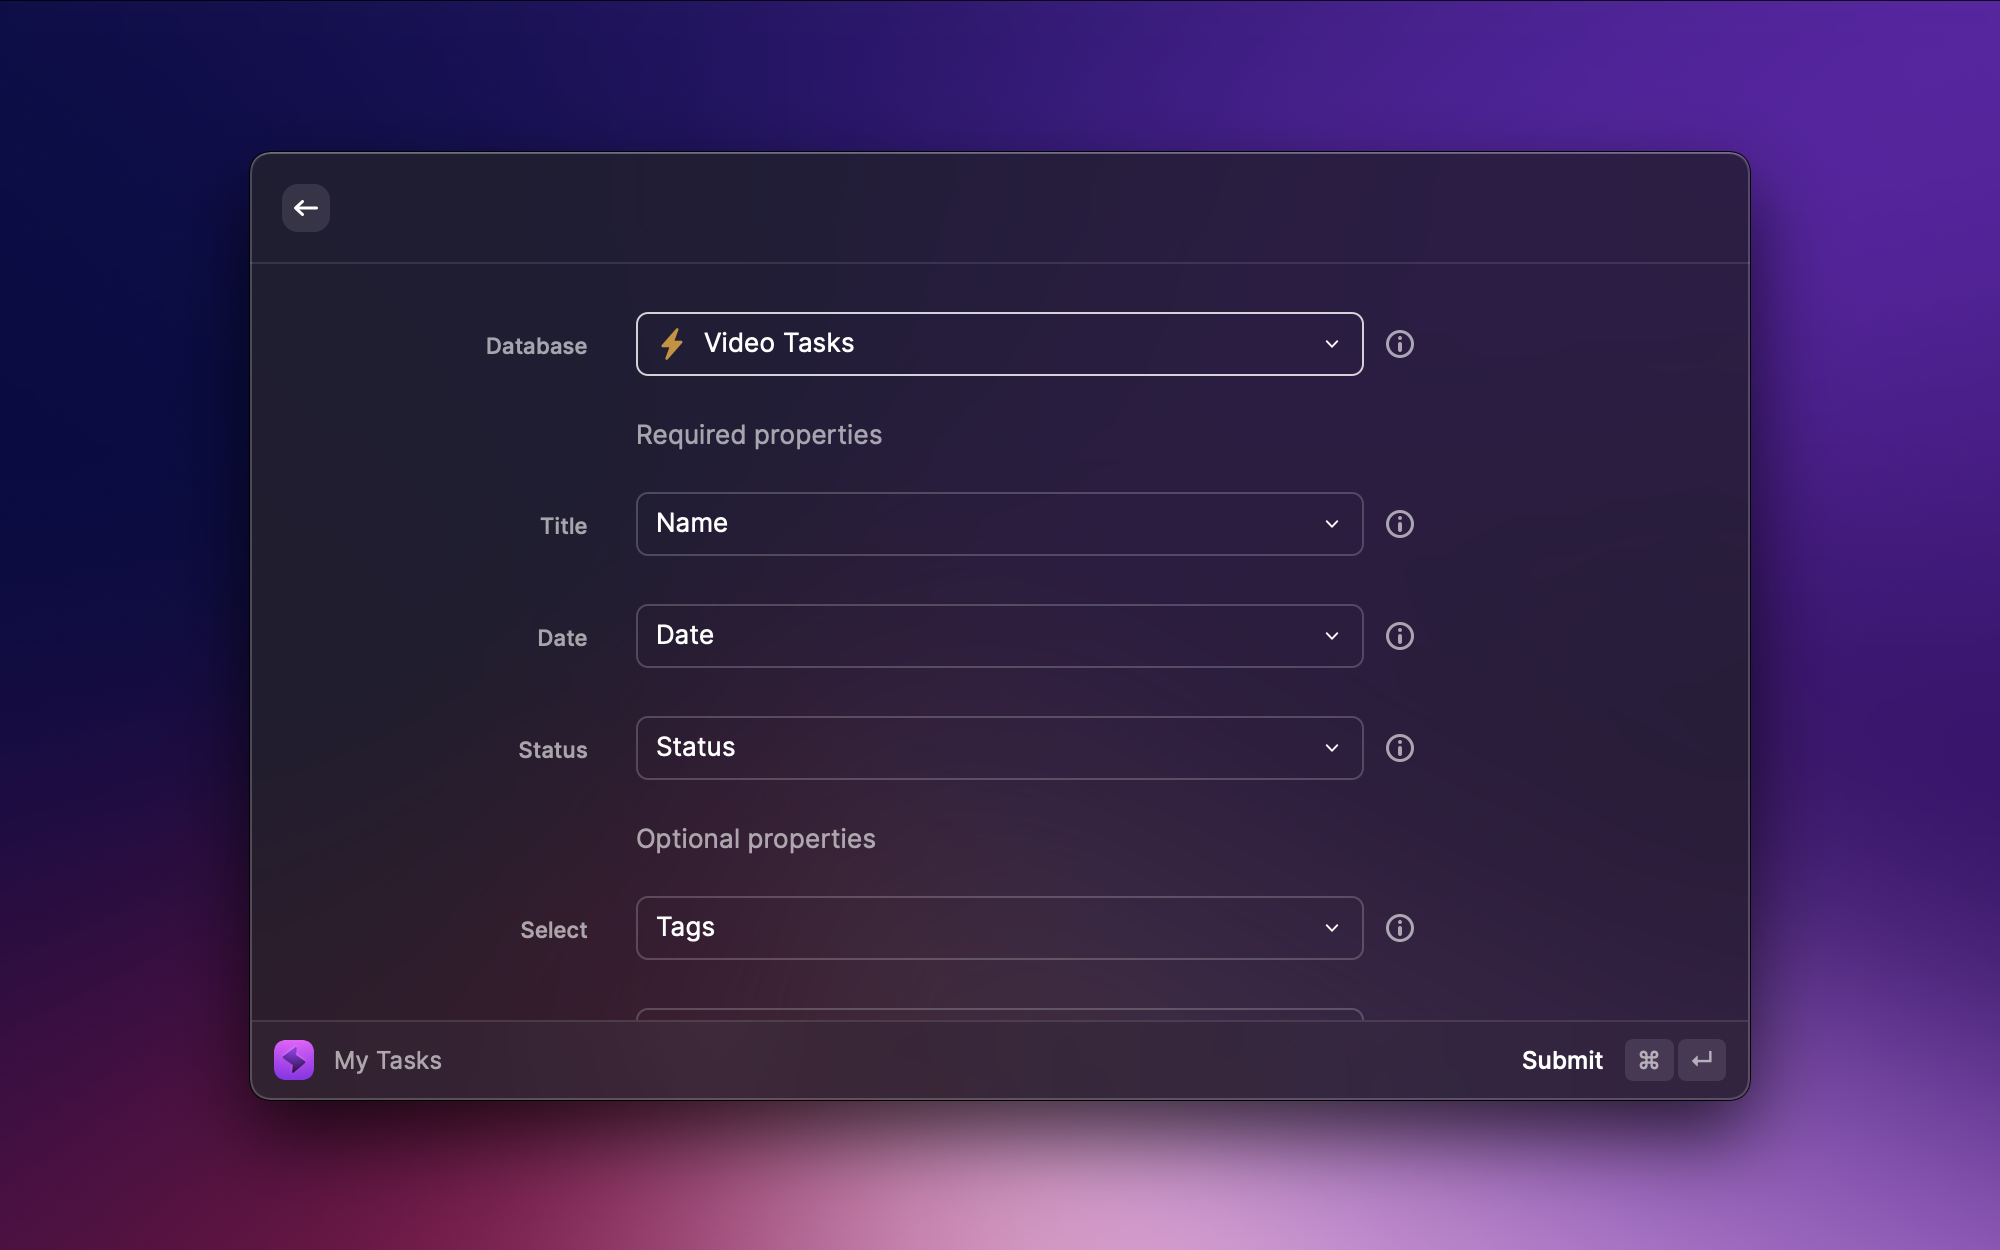 Database
Video Tasks
Required properties
Title
Name
Date
Date
Status
Status
Optional properties
Select
Tags
My Tasks
Submit ⌘ ↵